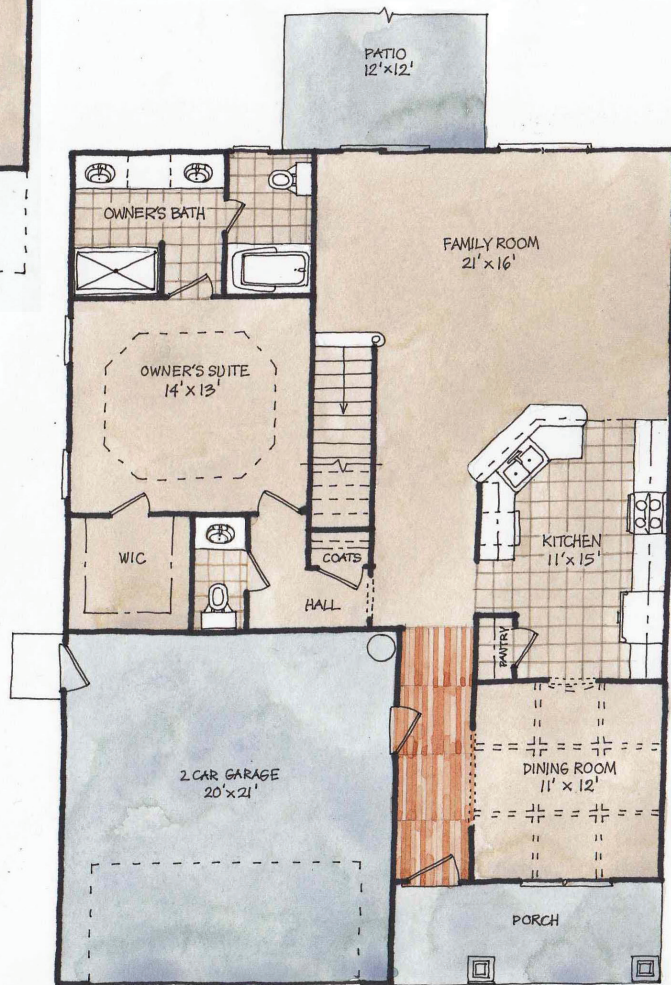 PATIO
12'x12'
OWNER'S BATH
FAMILY ROOM
21' x 16'
OWNER'S SUITE
14' x 13'
WIC
COATS
HALL
KITCHEN
11' x 15'
PANTRY
2 CAR GARAGE
20' x 21'
DINING ROOM
11' x 12'
PORCH